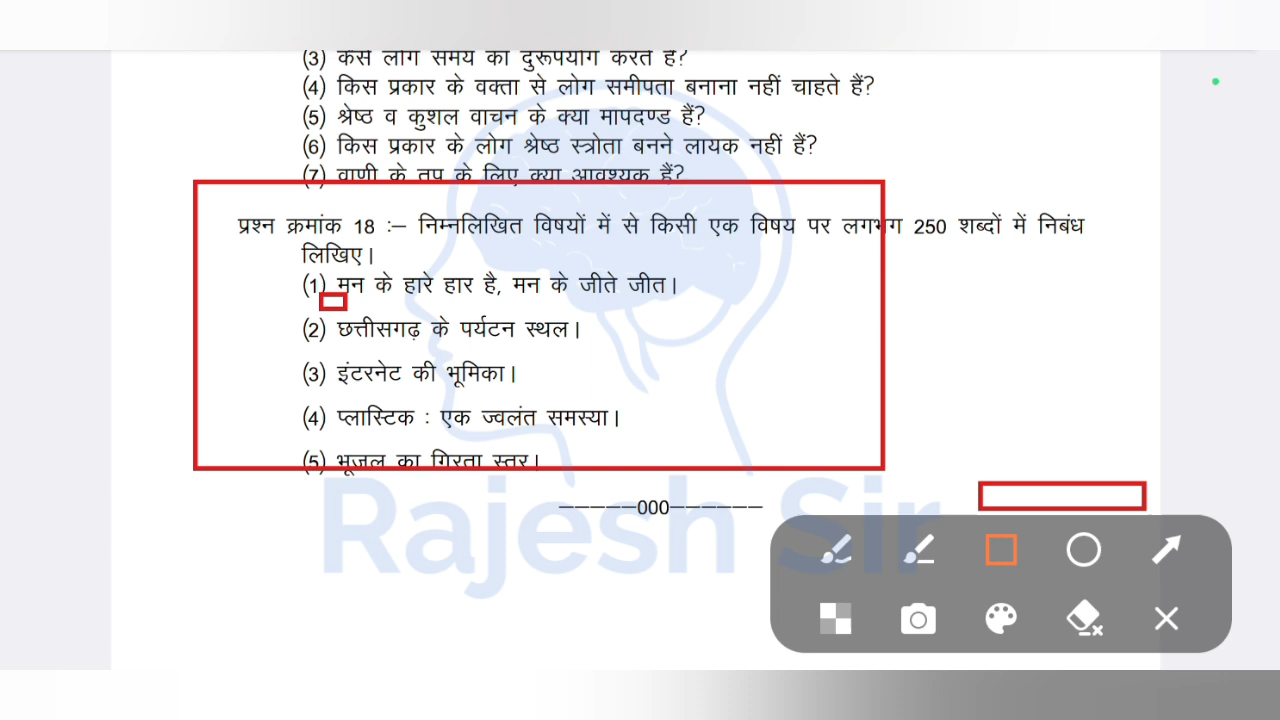 (3) कैसे लोग समय का दुरूपयोग करते हैं?
(4) किस प्रकार के वक्ता से लोग समीपता बनाना नहीं चाहते हैं?
(5) श्रेष्ठ व कुशल वाचन के क्या मापदण्ड हैं?
(6) किस प्रकार के लोग श्रेष्ठ स्त्रोता बनने लायक नहीं हैं?
(7) वाणी के तप के लिए क्या आवश्यक हैं?
प्रश्न क्रमांक 18 :– निम्नलिखित विषयों में से किसी एक विषय पर लगभग 250 शब्दों में निबंध
लिखिए।
(1) मन के हारे हार है, मन के जीते जीत।
(2) छत्तीसगढ़ के पर्यटन स्थल।
(3) इंटरनेट की भूमिका।
(4) प्लास्टिक : एक ज्वलंत समस्या।
(5) भूजल का गिरता स्तर।
—————000——————
Rajesh Sir